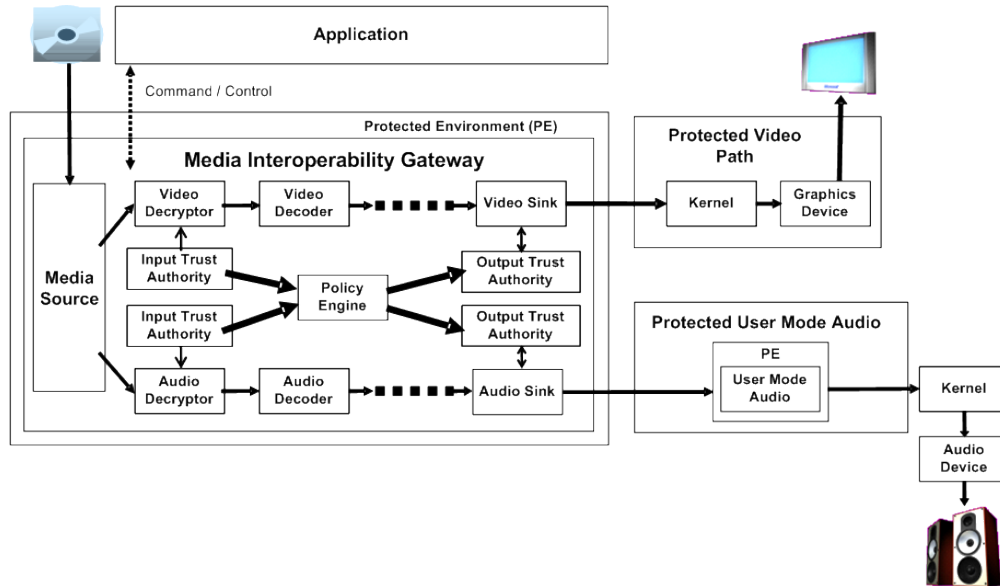 Application
Command / Control
Protected Environment (PE)
Media Interoperability Gateway
Media
Source
Video
Decryptor
Video
Decoder
Video Sink
Input Trust
Authority
Policy
Engine
Output Trust
Authority
Input Trust
Authority
Output Trust
Authority
Audio
Decryptor
Audio
Decoder
Audio Sink
Protected Video
Path
Kernel
Graphics
Device
Protected User Mode Audio
PE
User Mode
Audio
Kernel
Audio
Device